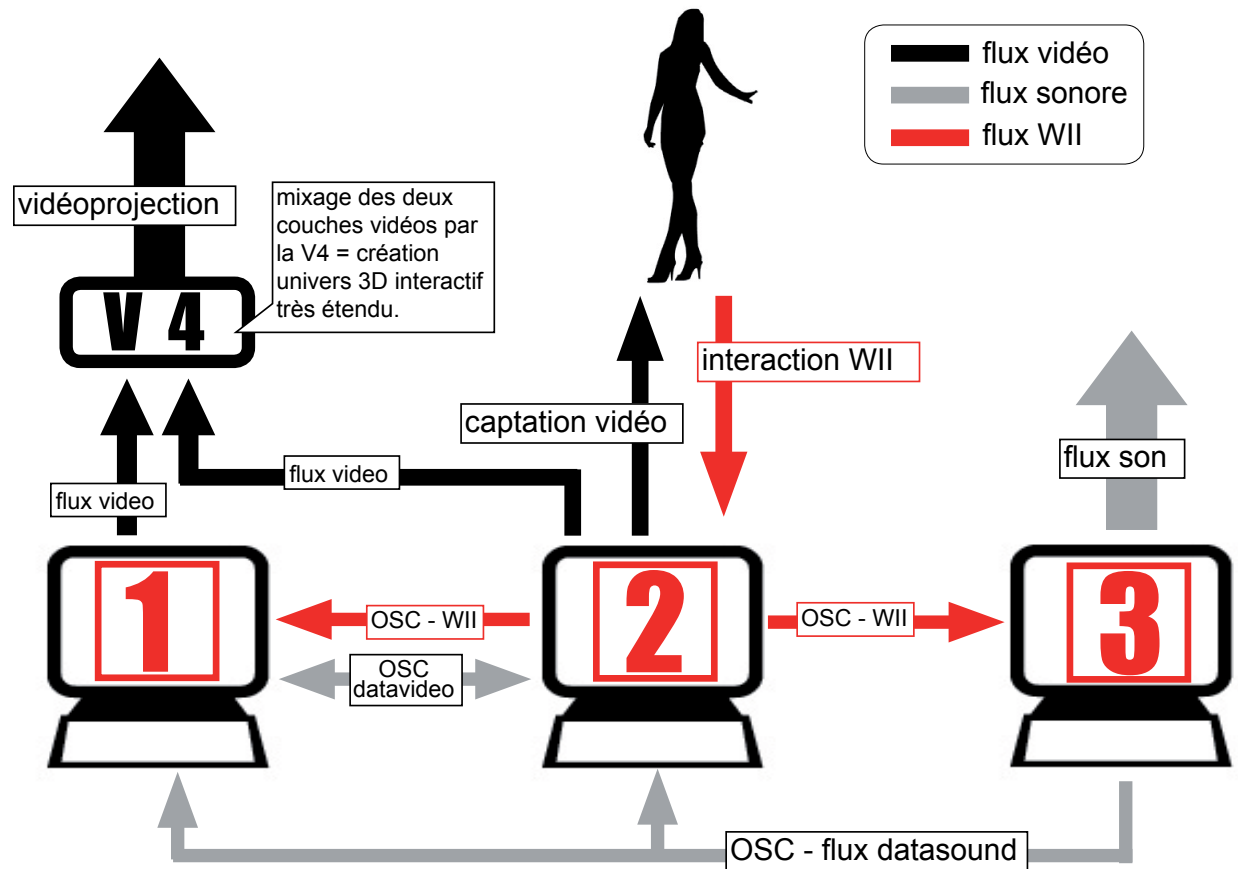 flux vidéo
flux sonore
flux WII
vidéoprojection
mixage des deux
couches vidéos par
la V4 = création
univers 3D interactif
très étendu.
V 4
interaction WII
captation vidéo
flux son
flux video
flux video
1
2
3
OSC - WII
OSC - WII
OSC
datavideo
OSC - flux datasound